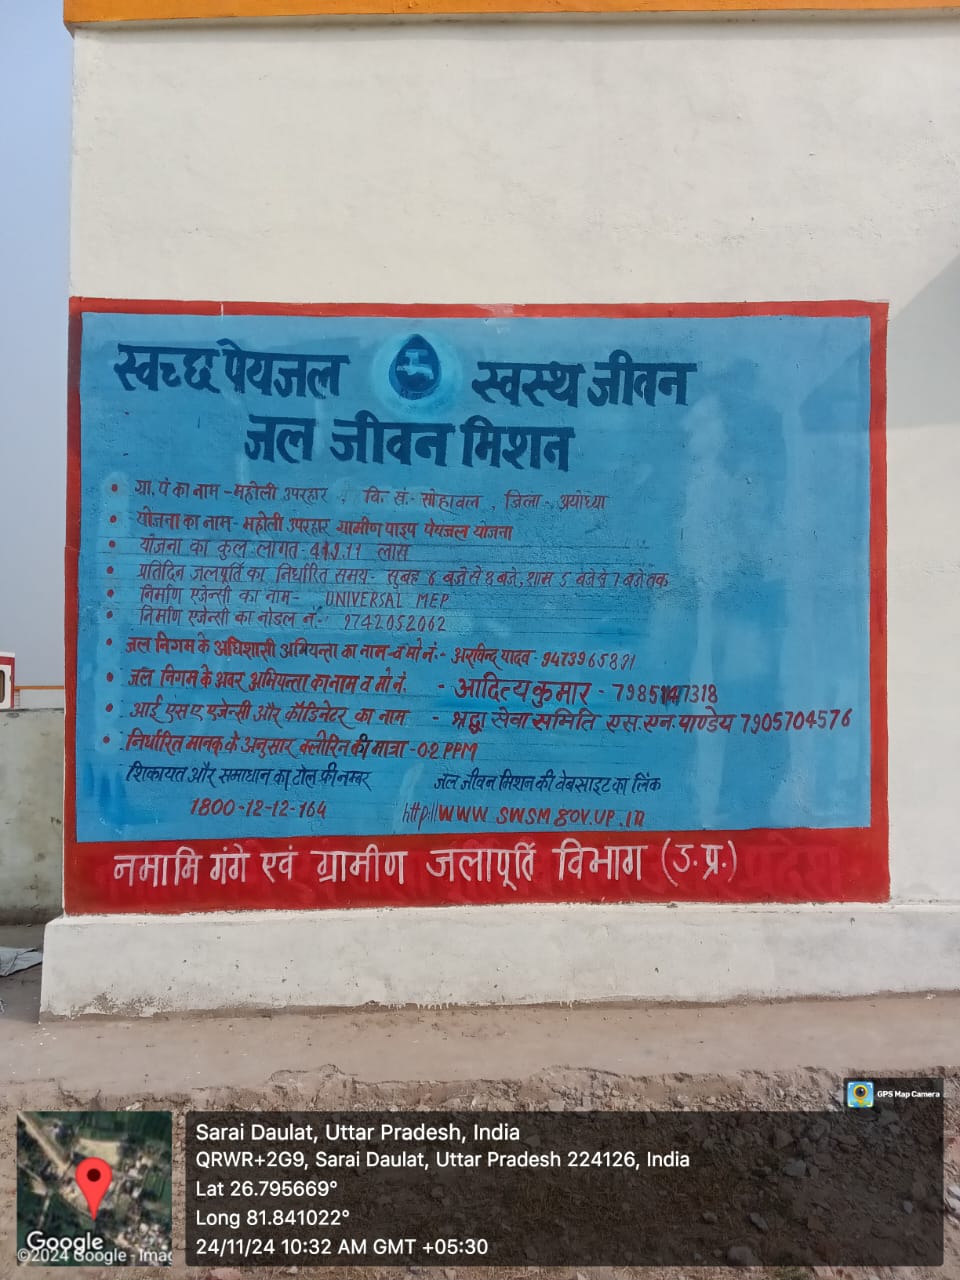 स्वच्छ पेयजल स्वस्थ जीवन
जल जीवन मिशन
• ग्रा. पं का नाम - महोली उपरहार, वि. खं. - सोहावल, जिला - अयोध्या
• योजना का नाम - महोली उपरहार ग्रामीण पाइप पेयजल योजना
• योजना का कुल लागत - लाख
• प्रतिदिन जलपूर्ति का निर्धारित समय - सुबह 6 बजे से 8 बजे, शाम 5 बजे से 7 बजे तक
• निर्माण एजेन्सी का नाम - UNIVERSAL MEP
• निर्माण एजेन्सी का नोडल नं - 9742052062
• जल निगम के अधिशासी अभियन्ता का नाम व मो नं. - अरविन्द यादव -
• जल निगम के अवर अभियन्ता का नाम व मो नं. - आदित्य कुमार -
• आई एस ए एजेन्सी और कॉडिनेटर का नाम - श्रद्धा सेवा समिति एस. एन. पाण्डेय 7905704576
• निर्धारित मानक के अनुसार क्लोरिन की मात्रा - 02 PPM
शिकायत और समाधान का टोल फ्री नम्बर जल जीवन मिशन की वेबसाइट का लिंक
1800-12-12-164 http//WWW SWSM GOV.UP.IN
नमामि गंगे एवं ग्रामीण जलापूर्ति विभाग (उ.प्र.)
GPS Map Camera
Sarai Daulat, Uttar Pradesh, India
QRWR+2G9, Sarai Daulat, Uttar Pradesh 224126, India
Lat 26.795669°
Long 81.841022°
24/11/24 10:32 AM GMT +05:30
Google
©2024 Google - Imag